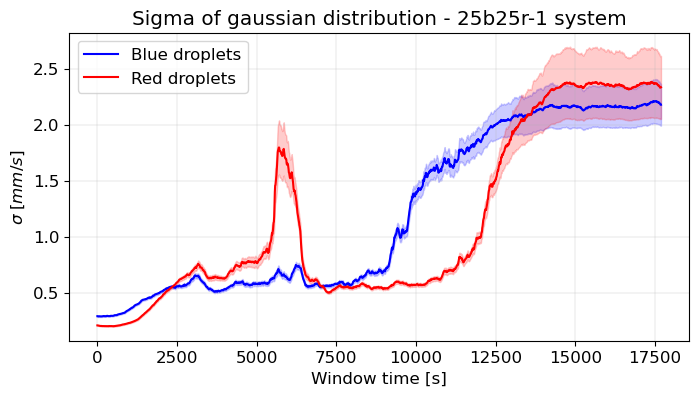 Sigma of gaussian distribution - 25b25r-1 system
Blue droplets
Red droplets
σ [mm/s]
2.5
2.0
1.5
1.0
0.5
0 2500 5000 7500 10000 12500 15000 17500
Window time [s]